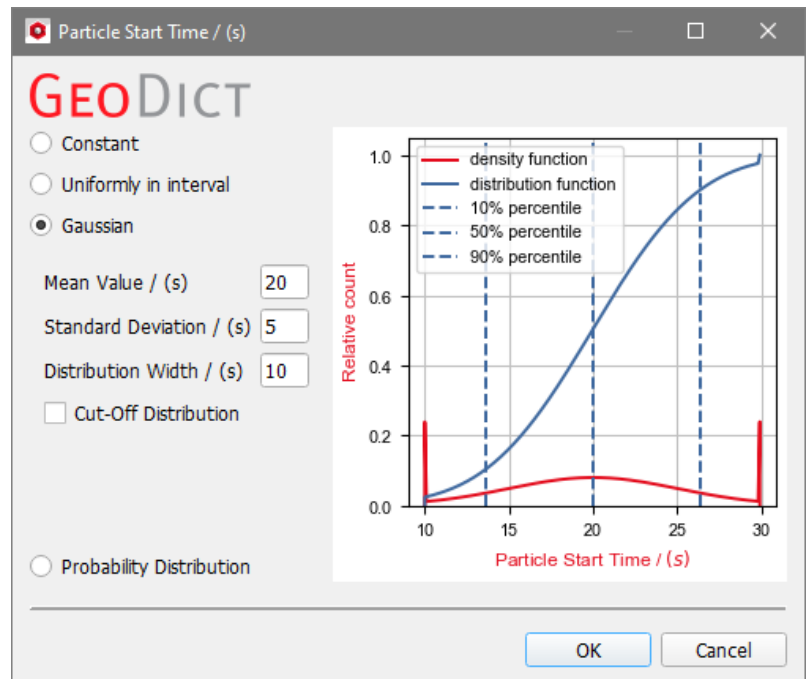 Particle Start Time / (s)
GEODICT
Constant
Uniformly in interval
Gaussian
Mean Value / (s) 20
Standard Deviation / (s) 5
Distribution Width / (s) 10
Cut-Off Distribution
Probability Distribution
density function
distribution function
10% percentile
50% percentile
90% percentile
Relative count
1.0
0.8
0.6
0.4
0.2
0.0
10 15 20 25 30
Particle Start Time / (s)
OK Cancel